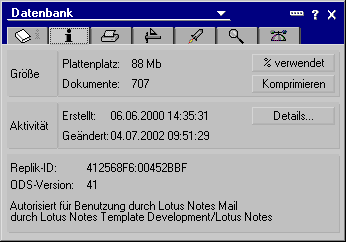 Datenbank
Größe
Plattenplatz: 88 Mb
% verwendet
Dokumente: 707
Komprimieren
Aktivität
Erstellt: 06.06.2000 14:35:31
Details...
Geändert: 04.07.2002 09:51:29
Replik-ID: 412568F6:00452BBF
ODS-Version: 41
Autorisiert für Benutzung durch Lotus Notes Mail
durch Lotus Notes Template Development/Lotus Notes